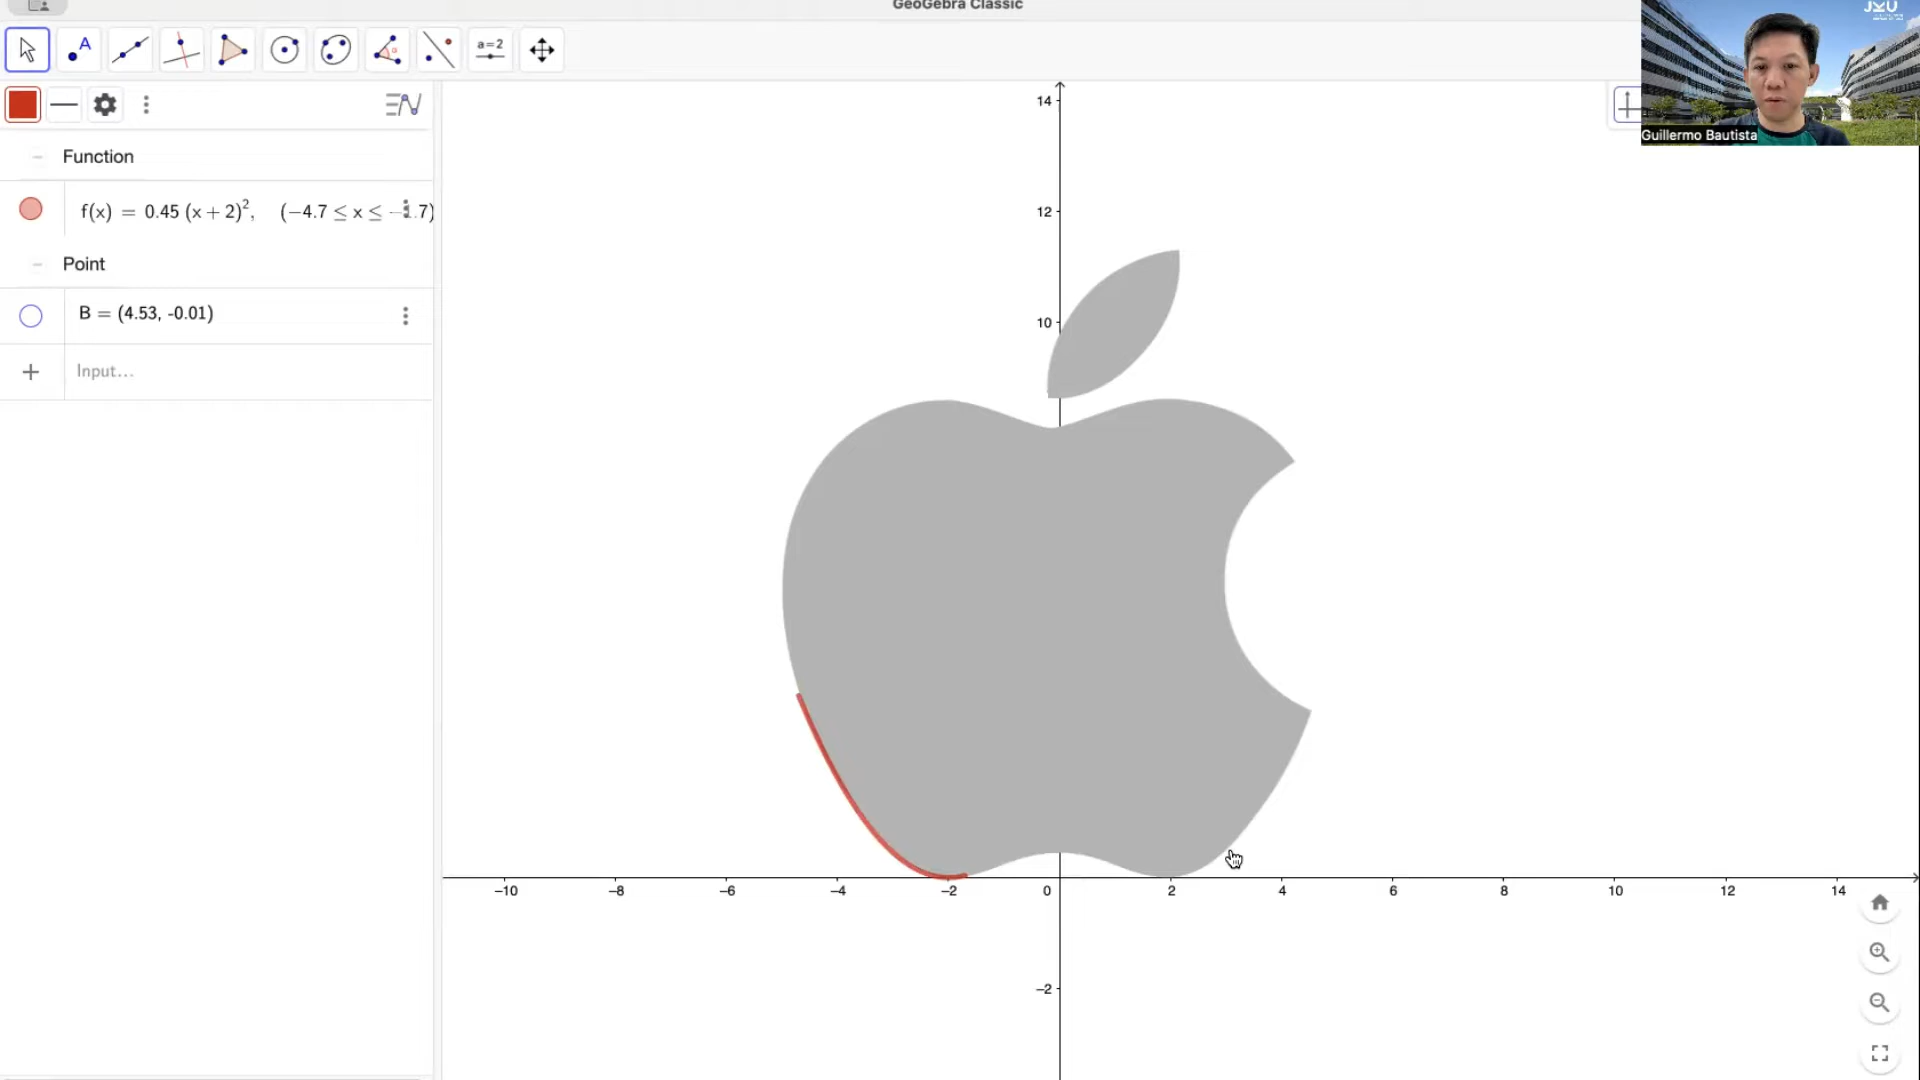 GeoGebra Classic
JYU
A
a=2
Guillermo Bautista
Function
f(x) = 0.45 (x + 2)², (−4.7 ≤ x ≤ −1.7)
Point
B = (4.53, -0.01)
Input...
14
12
10
−10 −8 −6 −4 −2 0 2 4 6 8 10 12 14
−2